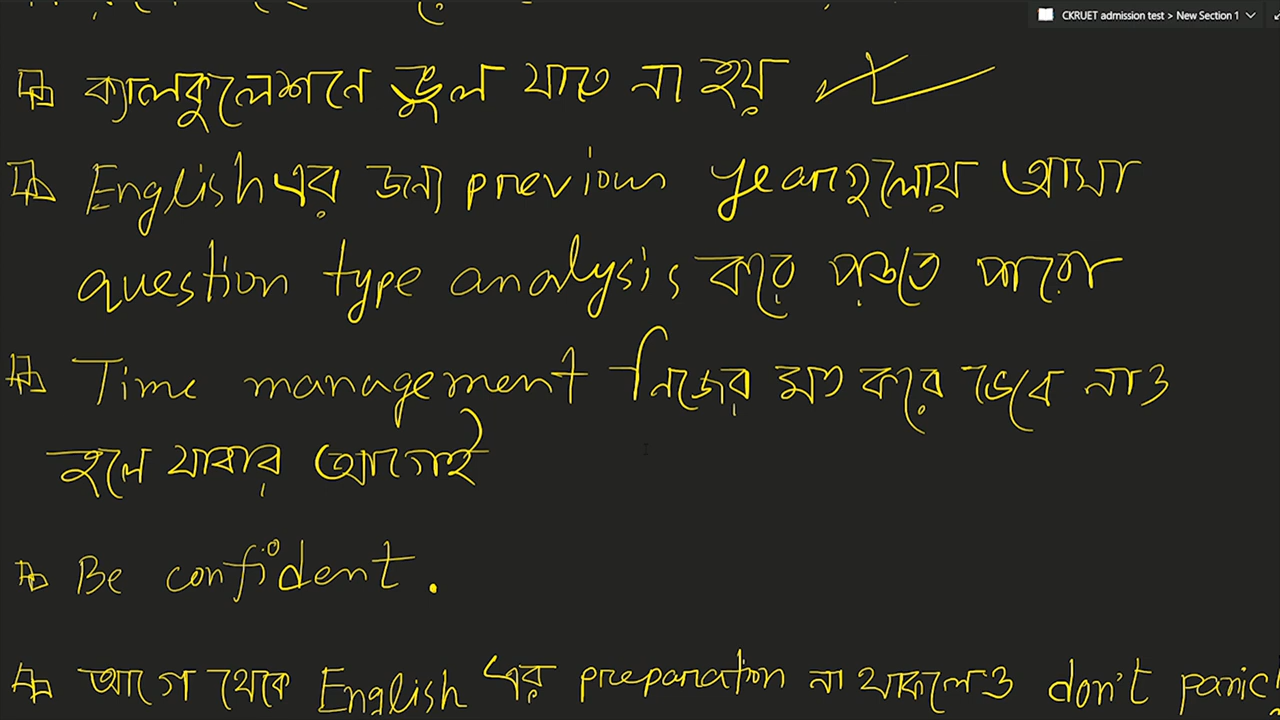 CKRUET admission test > New Section 1
ক্যালকুলেশনে ভুল যাতে না হয়
English এর জন্য previous year গুলোয় আসা
question type analysis করে পড়তে পারো
Time management নিজের মত করে ভেবে নাও
হলে যাবার আগেই
Be confident.
আগে থেকে English এর preparation না থাকলেও don't panic!